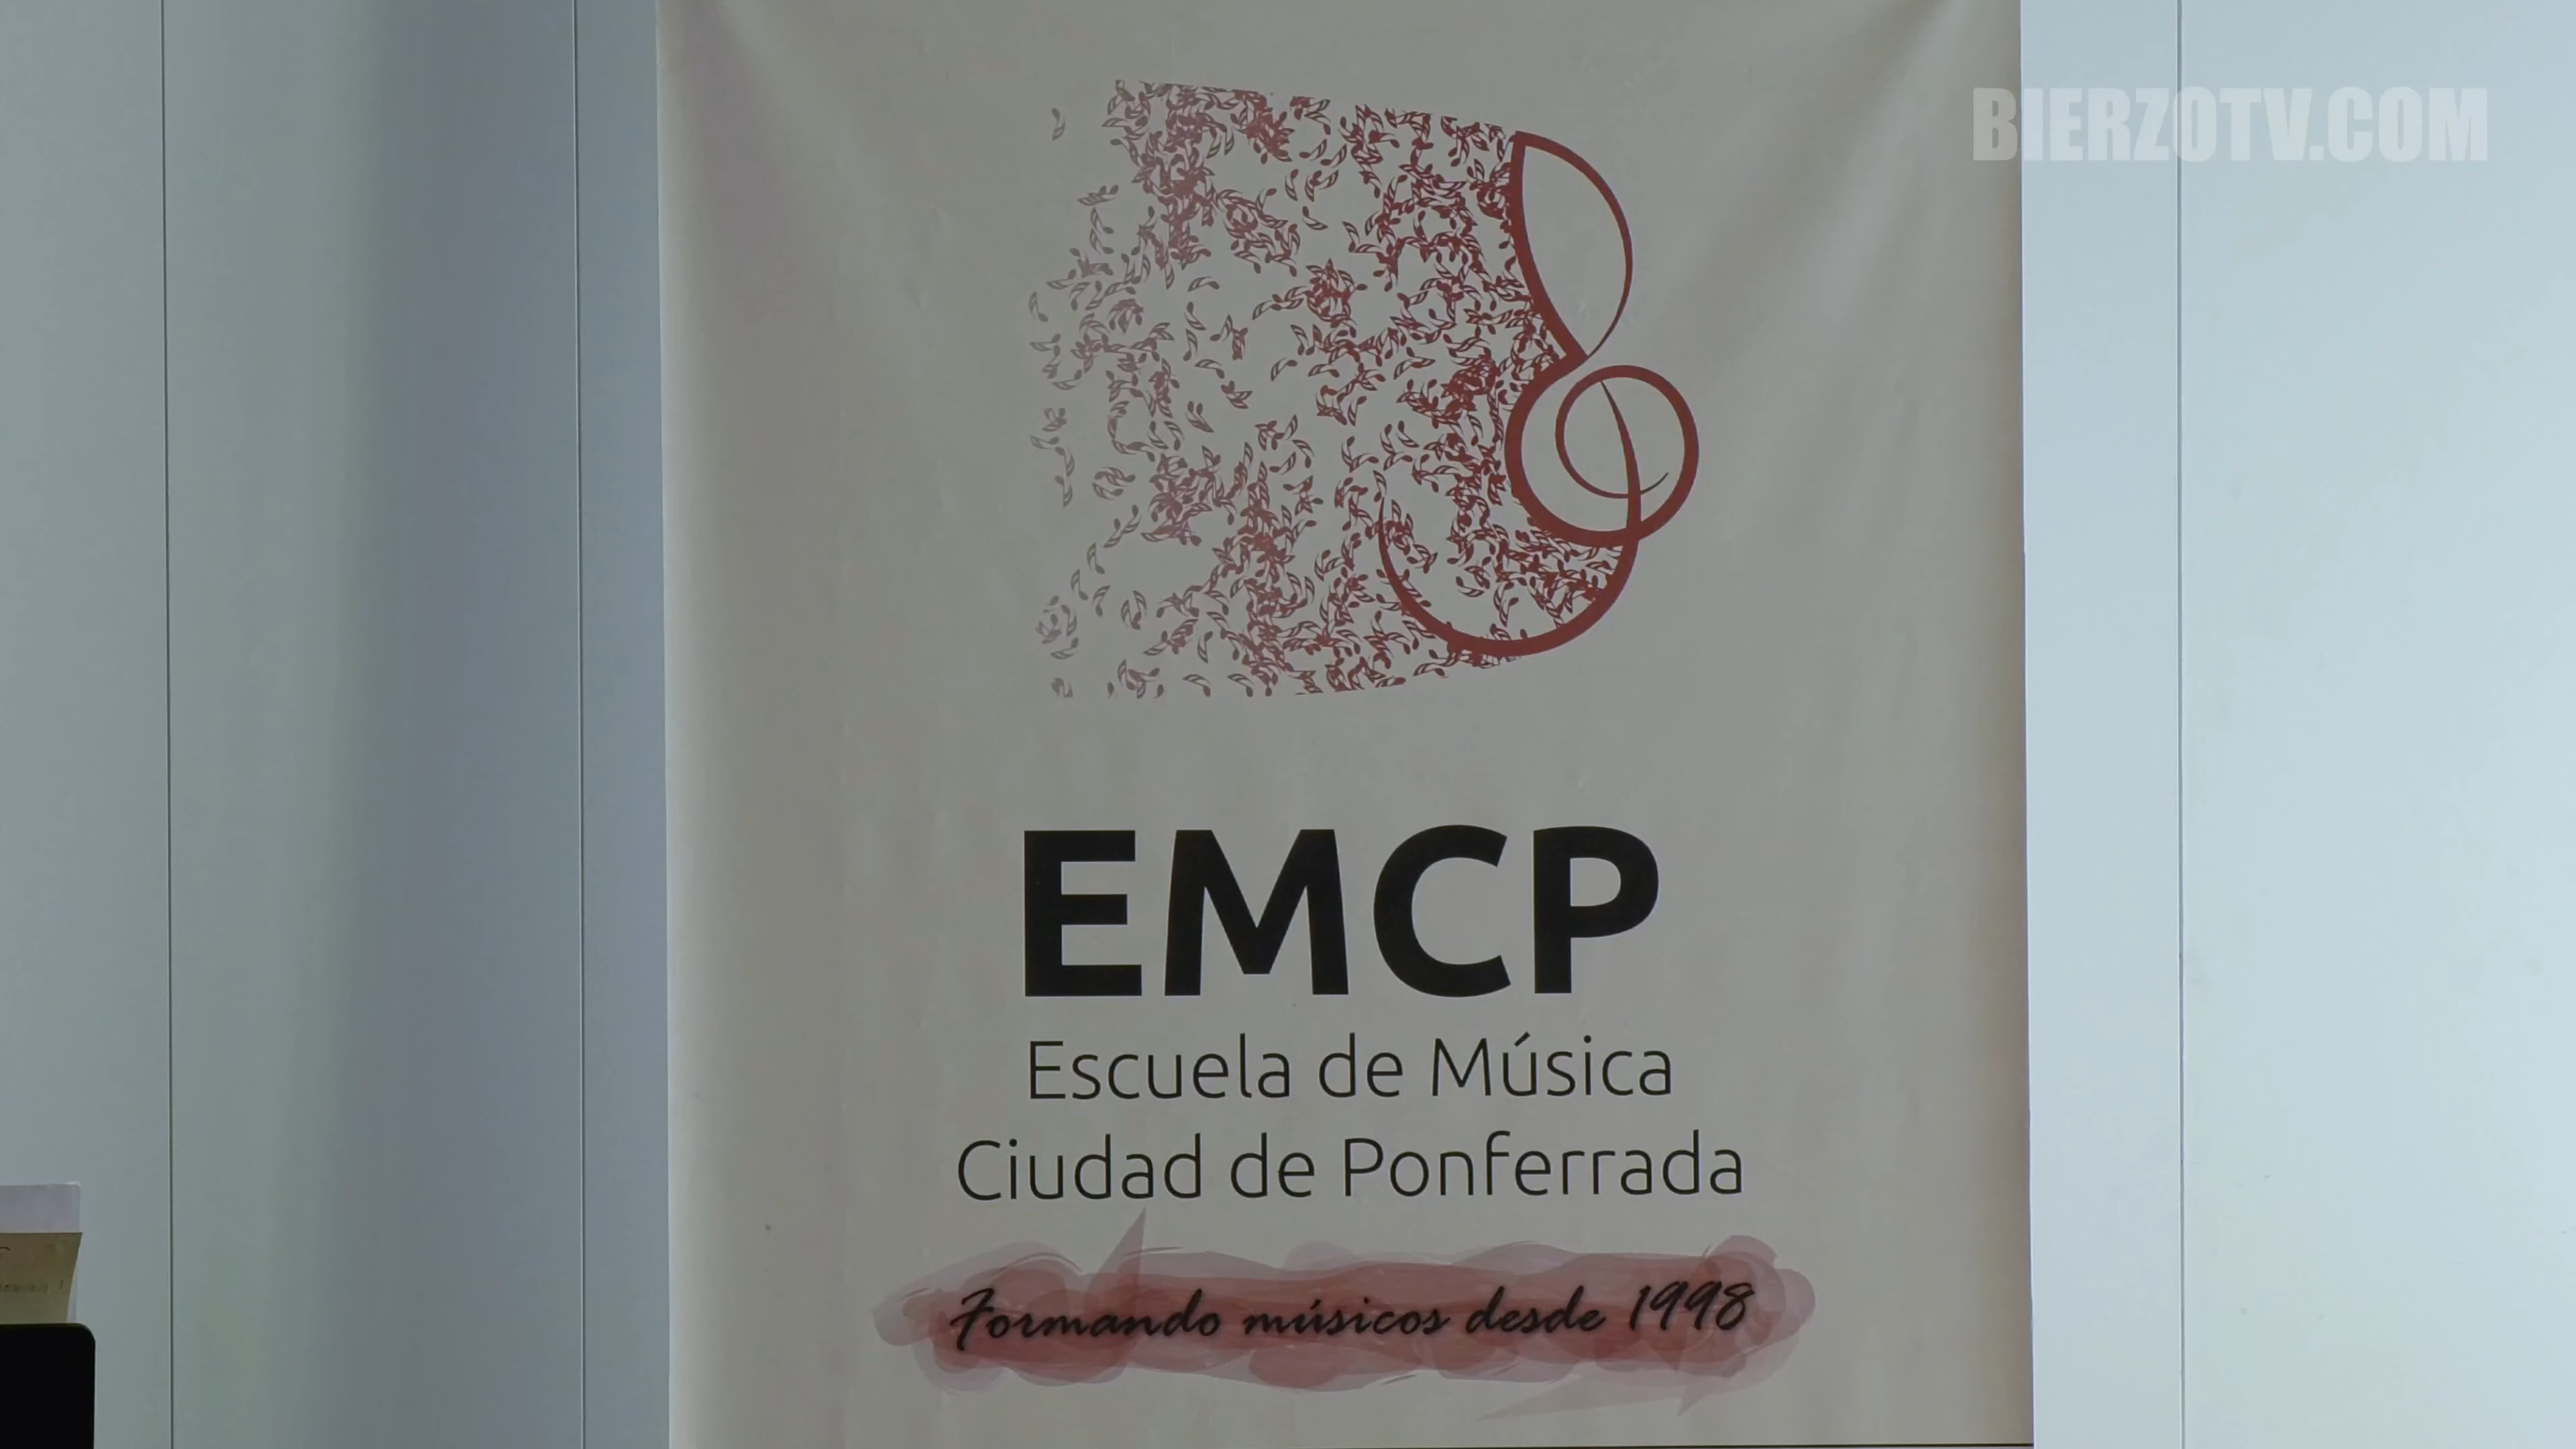 BIERZOTV.COM
EMCP
Escuela de Música
Ciudad de Ponferrada
Formando músicos desde 1998